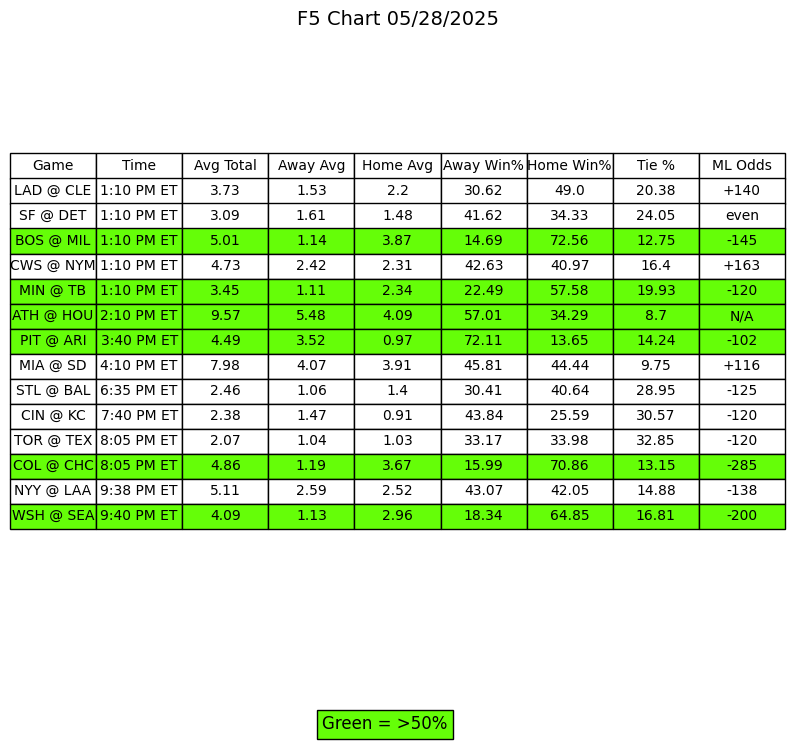 F5 Chart 05/28/2025
Game Time Avg Total Away Avg Home Avg Away Win% Home Win% Tie % ML Odds
LAD @ CLE 1:10 PM ET 3.73 1.53 2.2 30.62 49.0 20.38 +140
SF @ DET 1:10 PM ET 3.09 1.61 1.48 41.62 34.33 24.05 even
BOS @ MIL 1:10 PM ET 5.01 1.14 3.87 14.69 72.56 12.75 -145
CWS @ NYM 1:10 PM ET 4.73 2.42 2.31 42.63 40.97 16.4 +163
MIN @ TB 1:10 PM ET 3.45 1.11 2.34 22.49 57.58 19.93 -120
ATH @ HOU 2:10 PM ET 9.57 5.48 4.09 57.01 34.29 8.7 N/A
PIT @ ARI 3:40 PM ET 4.49 3.52 0.97 72.11 13.65 14.24 -102
MIA @ SD 4:10 PM ET 7.98 4.07 3.91 45.81 44.44 9.75 +116
STL @ BAL 6:35 PM ET 2.46 1.06 1.4 30.41 40.64 28.95 -125
CIN @ KC 7:40 PM ET 2.38 1.47 0.91 43.84 25.59 30.57 -120
TOR @ TEX 8:05 PM ET 2.07 1.04 1.03 33.17 33.98 32.85 -120
COL @ CHC 8:05 PM ET 4.86 1.19 3.67 15.99 70.86 13.15 -285
NYY @ LAA 9:38 PM ET 5.11 2.59 2.52 43.07 42.05 14.88 -138
WSH @ SEA 9:40 PM ET 4.09 1.13 2.96 18.34 64.85 16.81 -200
Green = >50%